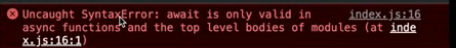 Uncaught SyntaxError: await is only valid in index.js:16
async functions and the top level bodies of modules (at inde
x.js:16:1)